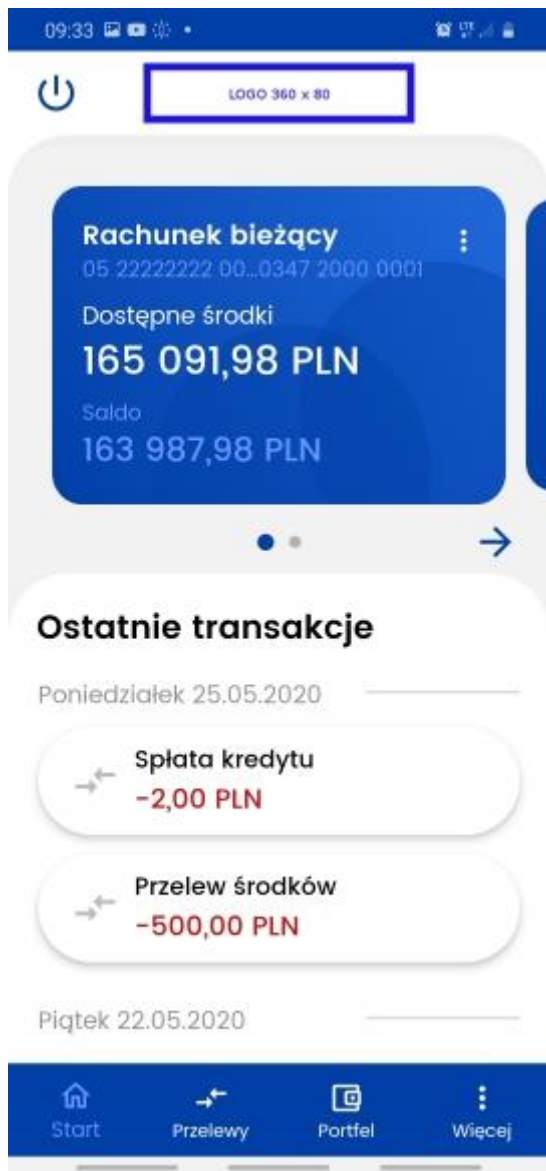 09:33
LTE
LOGO 360 x 80
Rachunek bieżący
05 22222222 00...0347 2000 0001
Dostępne środki
165 091,98 PLN
Saldo
163 987,98 PLN
Ostatnie transakcje
Poniedziałek 25.05.2020
Spłata kredytu
-2,00 PLN
Przelew środków
-500,00 PLN
Piątek 22.05.2020
Start Przelewy Portfel Więcej